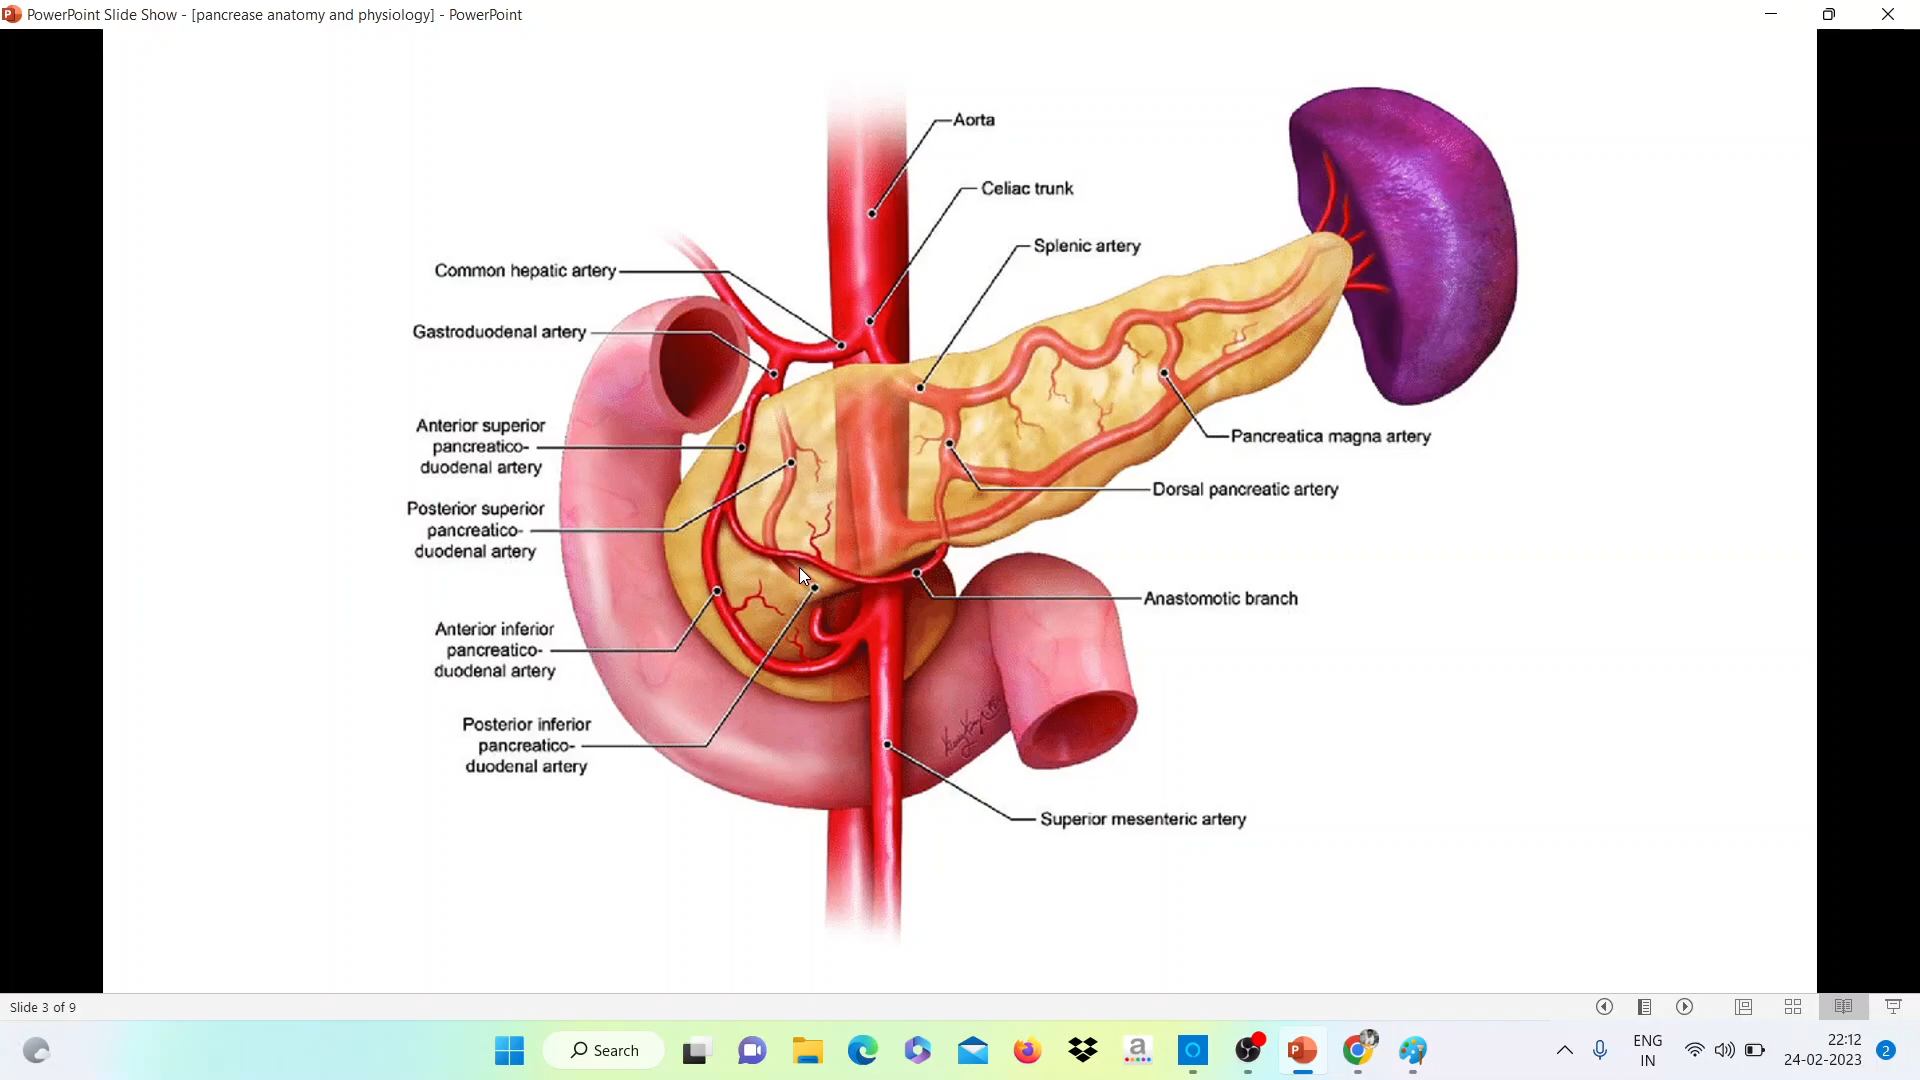 PowerPoint Slide Show - [pancrease anatomy and physiology] - PowerPoint
Aorta
Celiac trunk
Splenic artery
Common hepatic artery
Gastroduodenal artery
Anterior superior
pancreatico-
duodenal artery
Pancreatica magna artery
Dorsal pancreatic artery
Posterior superior
pancreatico-
duodenal artery
Anastomotic branch
Anterior inferior
pancreatico-
duodenal artery
Posterior inferior
pancreatico-
duodenal artery
Superior mesenteric artery
Slide 3 of 9
Search
ENG
IN
22:12
24-02-2023
2